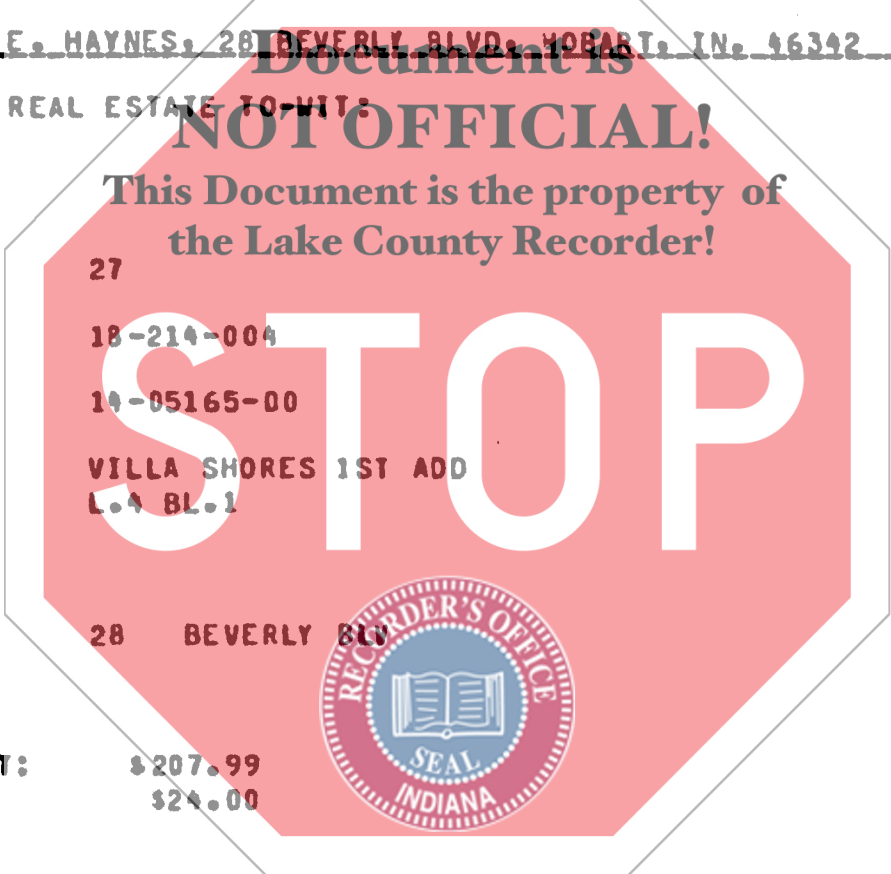 E. HAYNES, 28 BEVERLY BLVD. HOBART, IN. 46342
Document is
REAL ESTATE TO-WIT:
NOT OFFICIAL!
This Document is the property of
the Lake County Recorder!
27
18-214-004
14-05165-00
STOP
VILLA SHORES 1ST ADD
L.4 BL.1
28 BEVERLY BLV
RECORDER'S OFFICE
SEAL
INDIANA
T: $207.99
$24.00